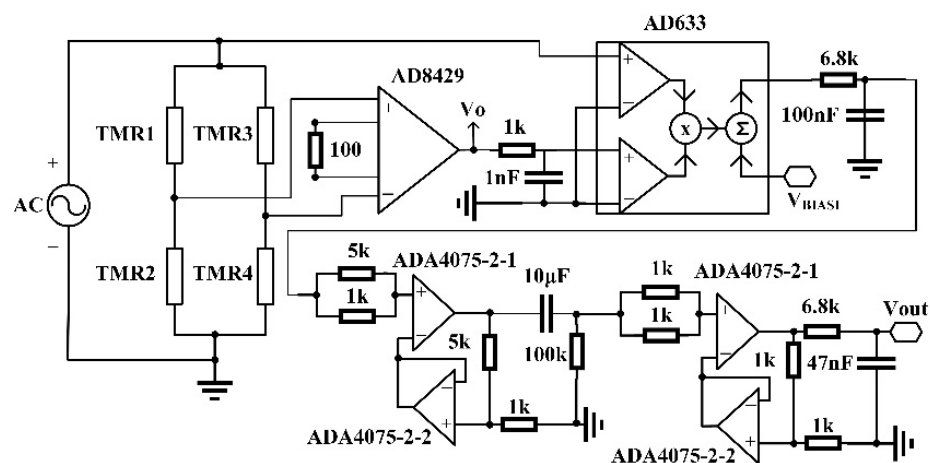 AD633
6.8k
AD8429
TMR1
TMR3
100
Vo
1k
1nF
100nF
x
Σ
V_BIAS1
+
AC
−
TMR2
TMR4
5k
1k
ADA4075-2-1
10μF
1k
1k
ADA4075-2-1
6.8k
Vout
5k
100k
1k
47nF
1k
1k
ADA4075-2-2
ADA4075-2-2